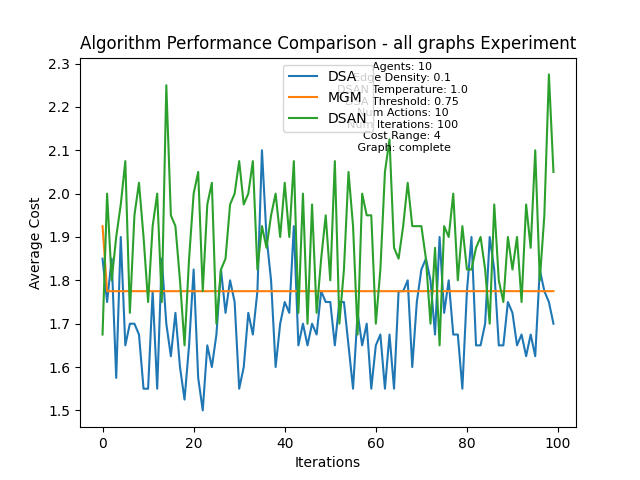 Algorithm Performance Comparison - all graphs Experiment
Agents: 10
Edge Density: 0.1
DSAN Temperature: 1.0
DSA Threshold: 0.75
Num Actions: 10
Num Iterations: 100
Cost Range: 4
Graph: complete
DSA
MGM
DSAN
Average Cost
2.3
2.2
2.1
2.0
1.9
1.8
1.7
1.6
1.5
0
20
40
60
80
100
Iterations